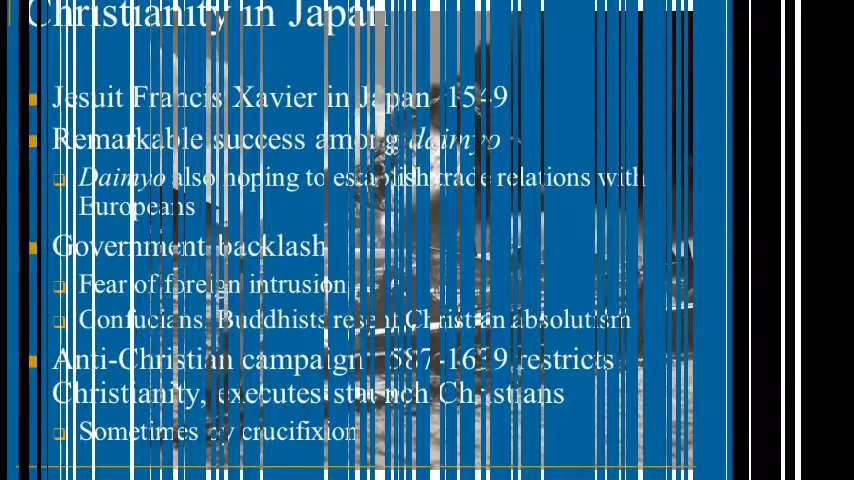 Christianity in Japan
Jesuit Francis Xavier in Japan, 1549
Remarkable success among daimyo
Daimyo also hoping to establish trade relations with
Europeans
Government backlash
Fear of foreign intrusion
Confucians, Buddhists resent Christian absolutism
Anti-Christian campaign 1587-1639 restricts
Christianity, executes staunch Christians
Sometimes by crucifixion